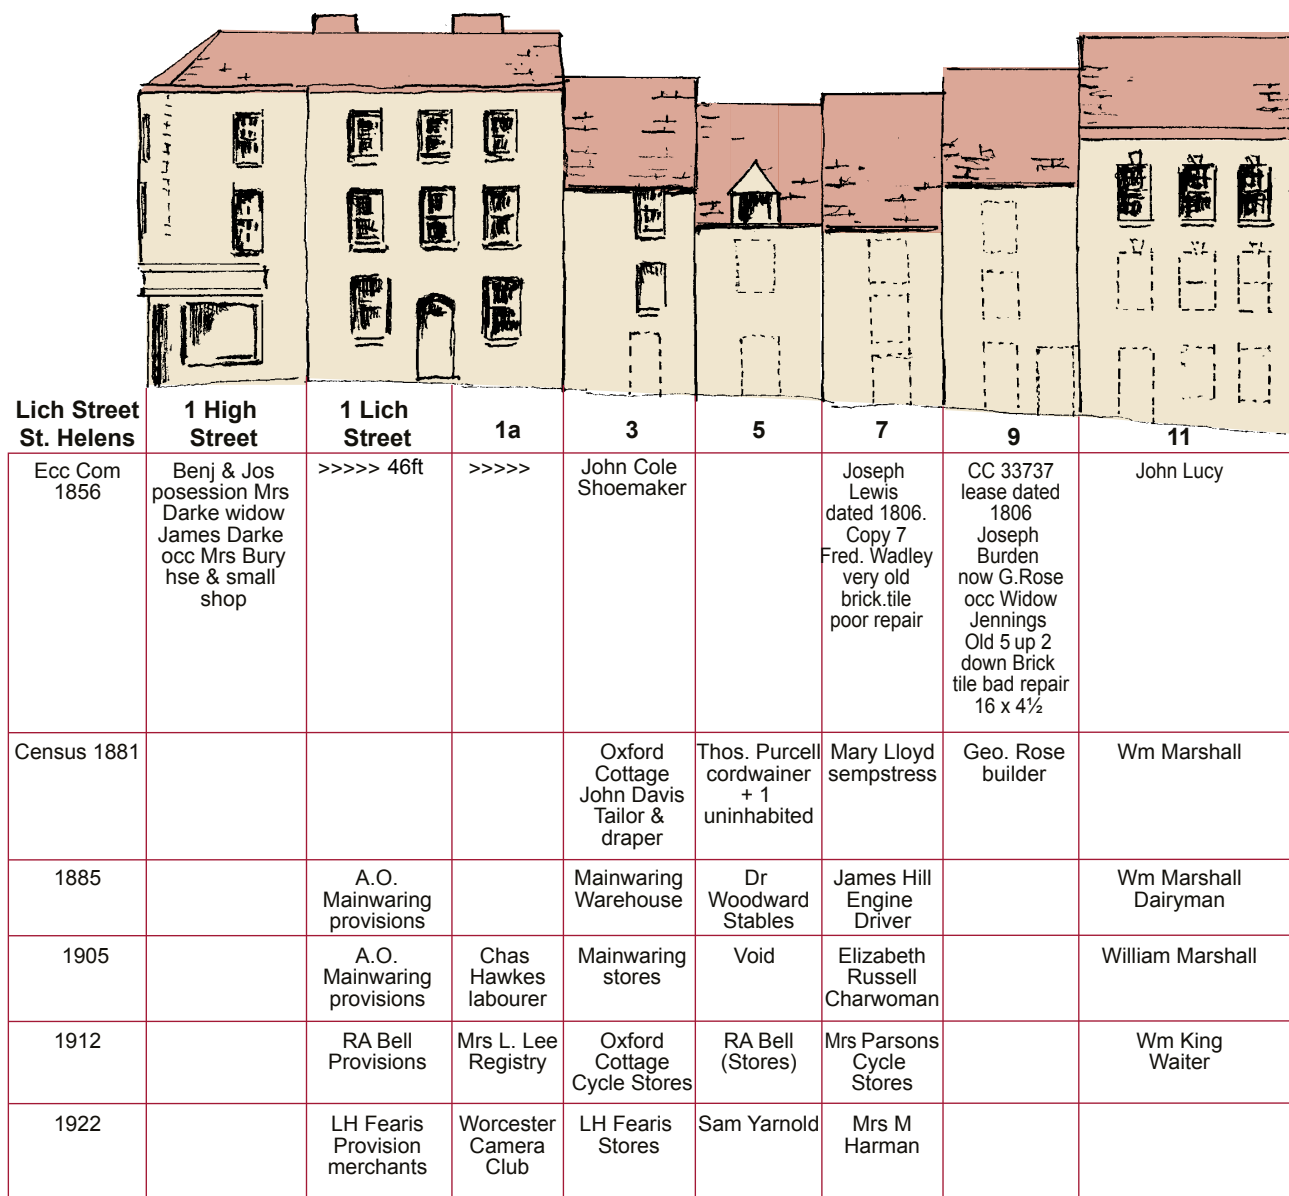 Lich Street
St. Helens
1 High
Street
1 Lich
Street
1a
3
5
7
9
11
Ecc Com
1856
Benj & Jos
posession Mrs
Darke widow
James Darke
occ Mrs Bury
hse & small
shop
>>>>> 46ft
>>>>>
John Cole
Shoemaker
Joseph
Lewis
dated 1806.
Copy 7
Fred. Wadley
very old
brick.tile
poor repair
CC 33737
lease dated
1806
Joseph
Burden
now G.Rose
occ Widow
Jennings
Old 5 up 2
down Brick
tile bad repair
16 x 4½
John Lucy
Census 1881
Oxford
Cottage
John Davis
Tailor &
draper
Thos. Purcell
cordwainer
+ 1
uninhabited
Mary Lloyd
sempstress
Geo. Rose
builder
Wm Marshall
1885
A.O.
Mainwaring
provisions
Mainwaring
Warehouse
Dr
Woodward
Stables
James Hill
Engine
Driver
Wm Marshall
Dairyman
1905
A.O.
Mainwaring
provisions
Chas
Hawkes
labourer
Mainwaring
stores
Void
Elizabeth
Russell
Charwoman
William Marshall
1912
RA Bell
Provisions
Mrs L. Lee
Registry
Oxford
Cottage
Cycle Stores
RA Bell
(Stores)
Mrs Parsons
Cycle
Stores
Wm King
Waiter
1922
LH Fearis
Provision
merchants
Worcester
Camera
Club
LH Fearis
Stores
Sam Yarnold
Mrs M
Harman